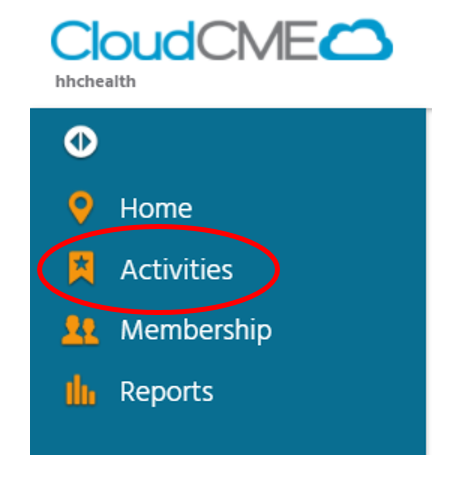 CloudCME
hhchealth
Home
Activities
Membership
Reports